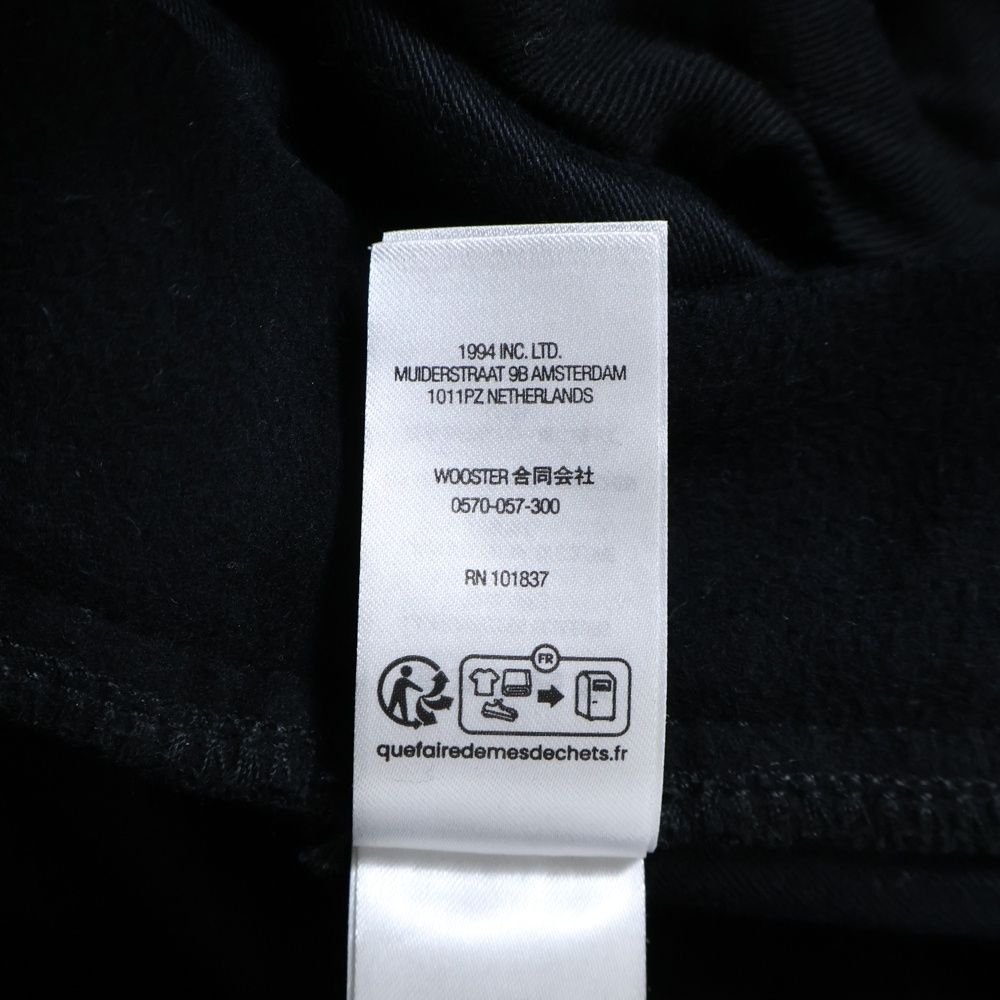 1994 INC. LTD.
MUIDERSTRAAT 9B AMSTERDAM
1011PZ NETHERLANDS
WOOSTER 合同会社
0570-057-300
RN 101837
FR
quefairedemesdechets.fr